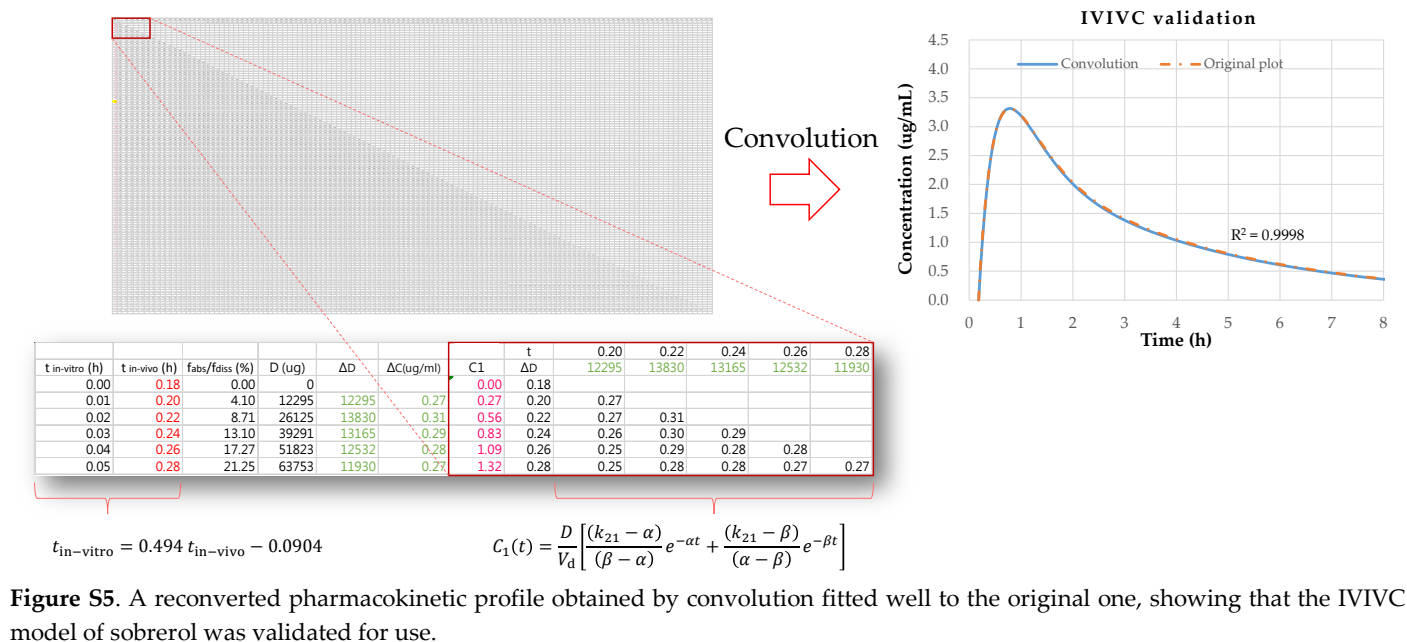 IVIVC validation
4.5
4.0
3.5
3.0
2.5
2.0
1.5
1.0
0.5
0.0
Concentration (ug/mL)
Convolution Original plot
R² = 0.9998
0 1 2 3 4 5 6 7 8
Time (h)
Convolution
t 0.20 0.22 0.24 0.26 0.28
t in-vitro (h) t in-vivo (h) fabs/fdiss (%) D (ug) ΔD ΔC(ug/ml) C1 ΔD 12295 13830 13165 12532 11930
0.00 0.18 0.00 0 0.00 0.18
0.01 0.20 4.10 12295 12295 0.27 0.27 0.20 0.27
0.02 0.22 8.71 26125 13830 0.31 0.56 0.22 0.27 0.31
0.03 0.24 13.10 39291 13165 0.29 0.83 0.24 0.26 0.30 0.29
0.04 0.26 17.27 51823 12532 0.28 1.09 0.26 0.25 0.29 0.28 0.28
0.05 0.28 21.25 63753 11930 0.27 1.32 0.28 0.25 0.28 0.28 0.27 0.27
t_in−vitro = 0.494 t_in−vivo − 0.0904
C₁(t) = D/V_d [(k₂₁ − α)/(β − α) e^−αt + (k₂₁ − β)/(α − β) e^−βt]
Figure S5. A reconverted pharmacokinetic profile obtained by convolution fitted well to the original one, showing that the IVIVC
model of sobrerol was validated for use.